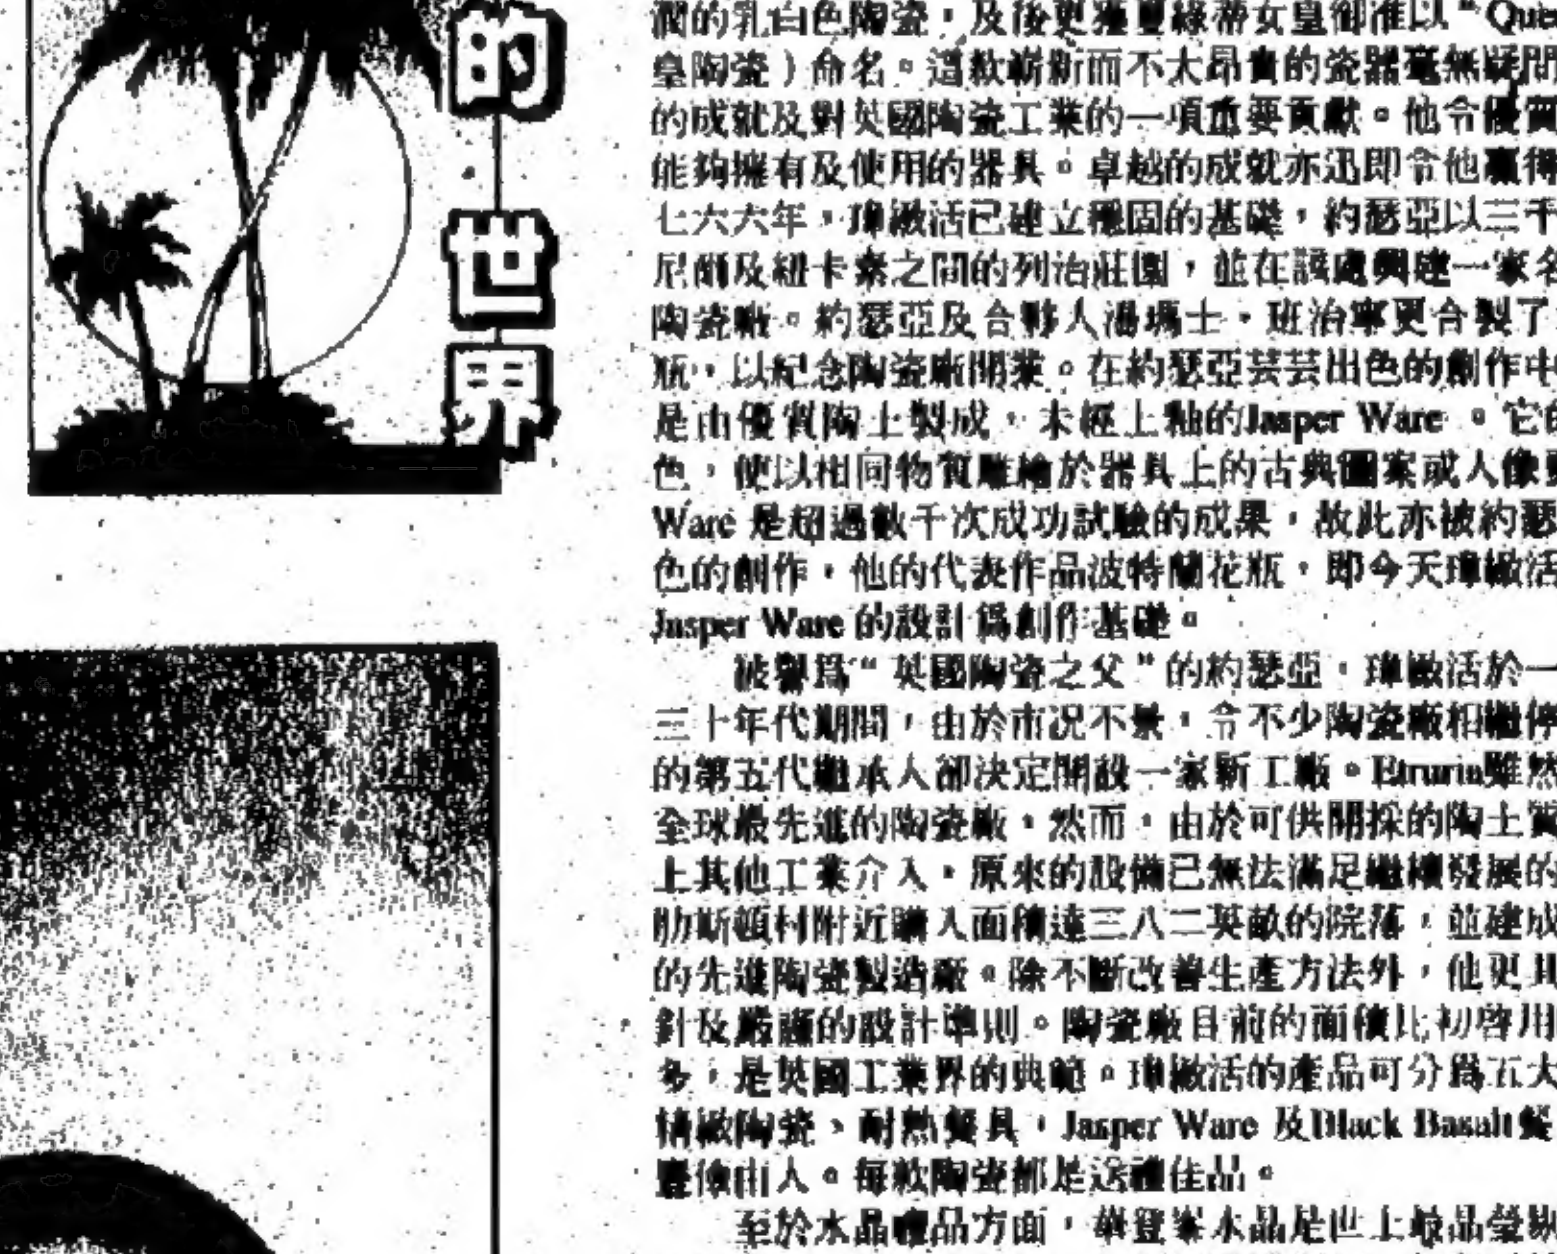 的世界
潤的乳白色陶瓷，及後更獲 女皇御准以“Que
皇陶瓷）命名。這款嶄新而不太昂貴的瓷器毫無疑問
的成就及對英國陶瓷工業的一項重要貢獻。他令優質
能夠擁有及使用的器具。卓越的成就亦迅即令他贏得
七六六年，瑋緻活已建立穩固的基礎，約瑟亞以三千
尼爾及紐卡素之間的列治莊園，並在該處興建一家名
陶瓷廠。約瑟亞及合夥人湯瑪士，班治寧更合製了
瓶，以紀念陶瓷廠開業。在約瑟亞芸芸出色的創作中
是由優質陶土製成，未經上釉的Jasper Ware 。它的
色，使以相同物質雕 於器具上的古典圖案或人像更
Ware 是超過數千次成功試驗的成果，故此亦被約瑟
色的創作，他的代表作品波特蘭花瓶，即今天瑋緻活
Jasper Ware 的設計爲創作基礎。
被譽爲“英國陶瓷之父”的約瑟亞，瑋緻活於一
三十年代期間，由於市況不景，令不少陶瓷廠相繼停
的第五代繼承人卻決定開設一家新工廠。Etruria雖然
全球最先進的陶瓷廠，然而，由於可供開採的陶土質
上其他工業介入，原來的設備已無法滿足繼續發展的
斯頓村附近購入面積達三八二英畝的院落，並建成
的先進陶瓷製造廠。除不斷改善生產方法外，他更
針及嚴謹的設計準則。陶瓷廠目前的面積比初啓用
多，是英國工業界的典範。瑋緻活的產品可分爲五大
精緻陶瓷、耐熱餐具，Jasper Ware 及Black Basalt餐
豐儉由人。每款陶瓷都是送禮佳品。
至於水晶禮品方面，華登峯水晶是世上最晶瑩剔